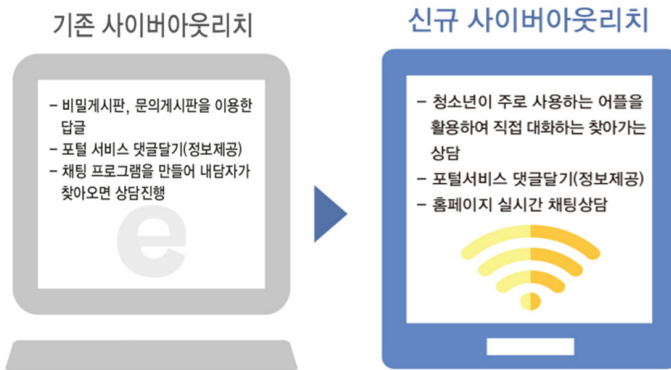 기존 사이버아웃리치
– 비밀게시판, 문의게시판을 이용한
답글
– 포털 서비스 댓글달기(정보제공)
– 채팅 프로그램을 만들어 내담자가
찾아오면 상담진행
e
신규 사이버아웃리치
– 청소년이 주로 사용하는 어플을
활용하여 직접 대화하는 찾아가는
상담
– 포털서비스 댓글달기(정보제공)
– 홈페이지 실시간 채팅상담